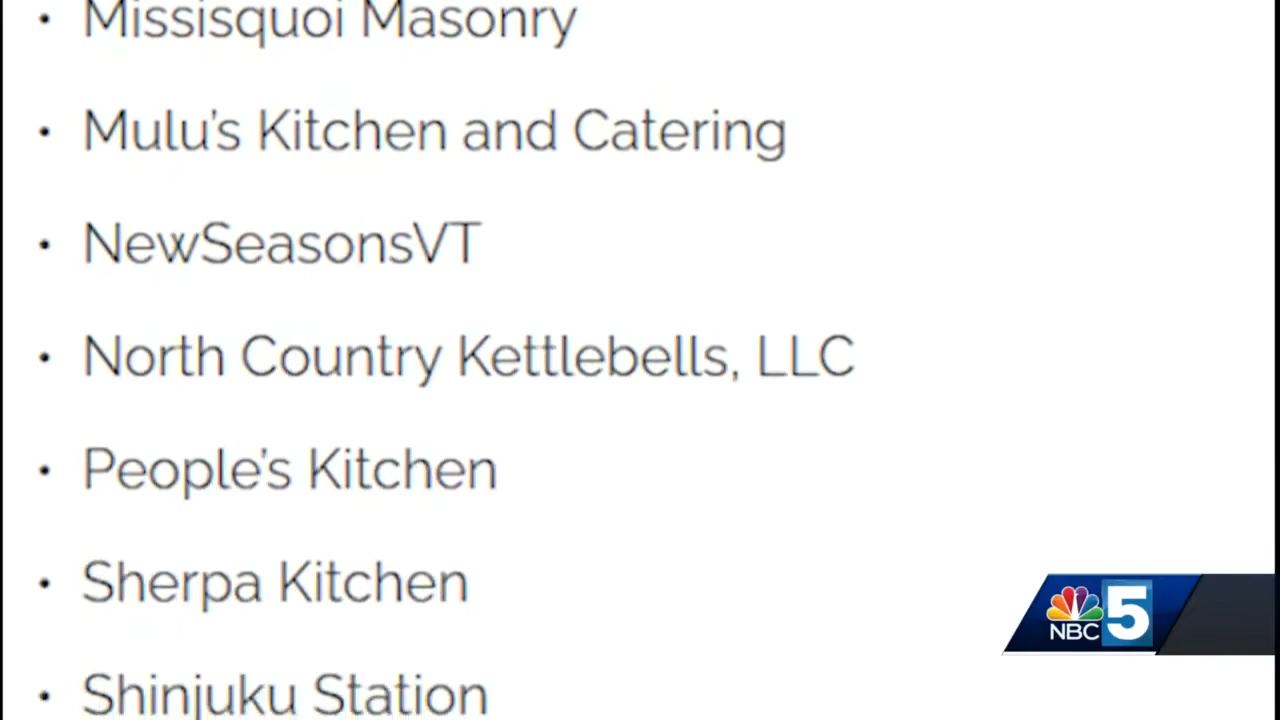 • Missisquoi Masonry
• Mulu's Kitchen and Catering
• NewSeasonsVT
• North Country Kettlebells, LLC
• People's Kitchen
• Sherpa Kitchen
• Shinjuku Station
NBC 5